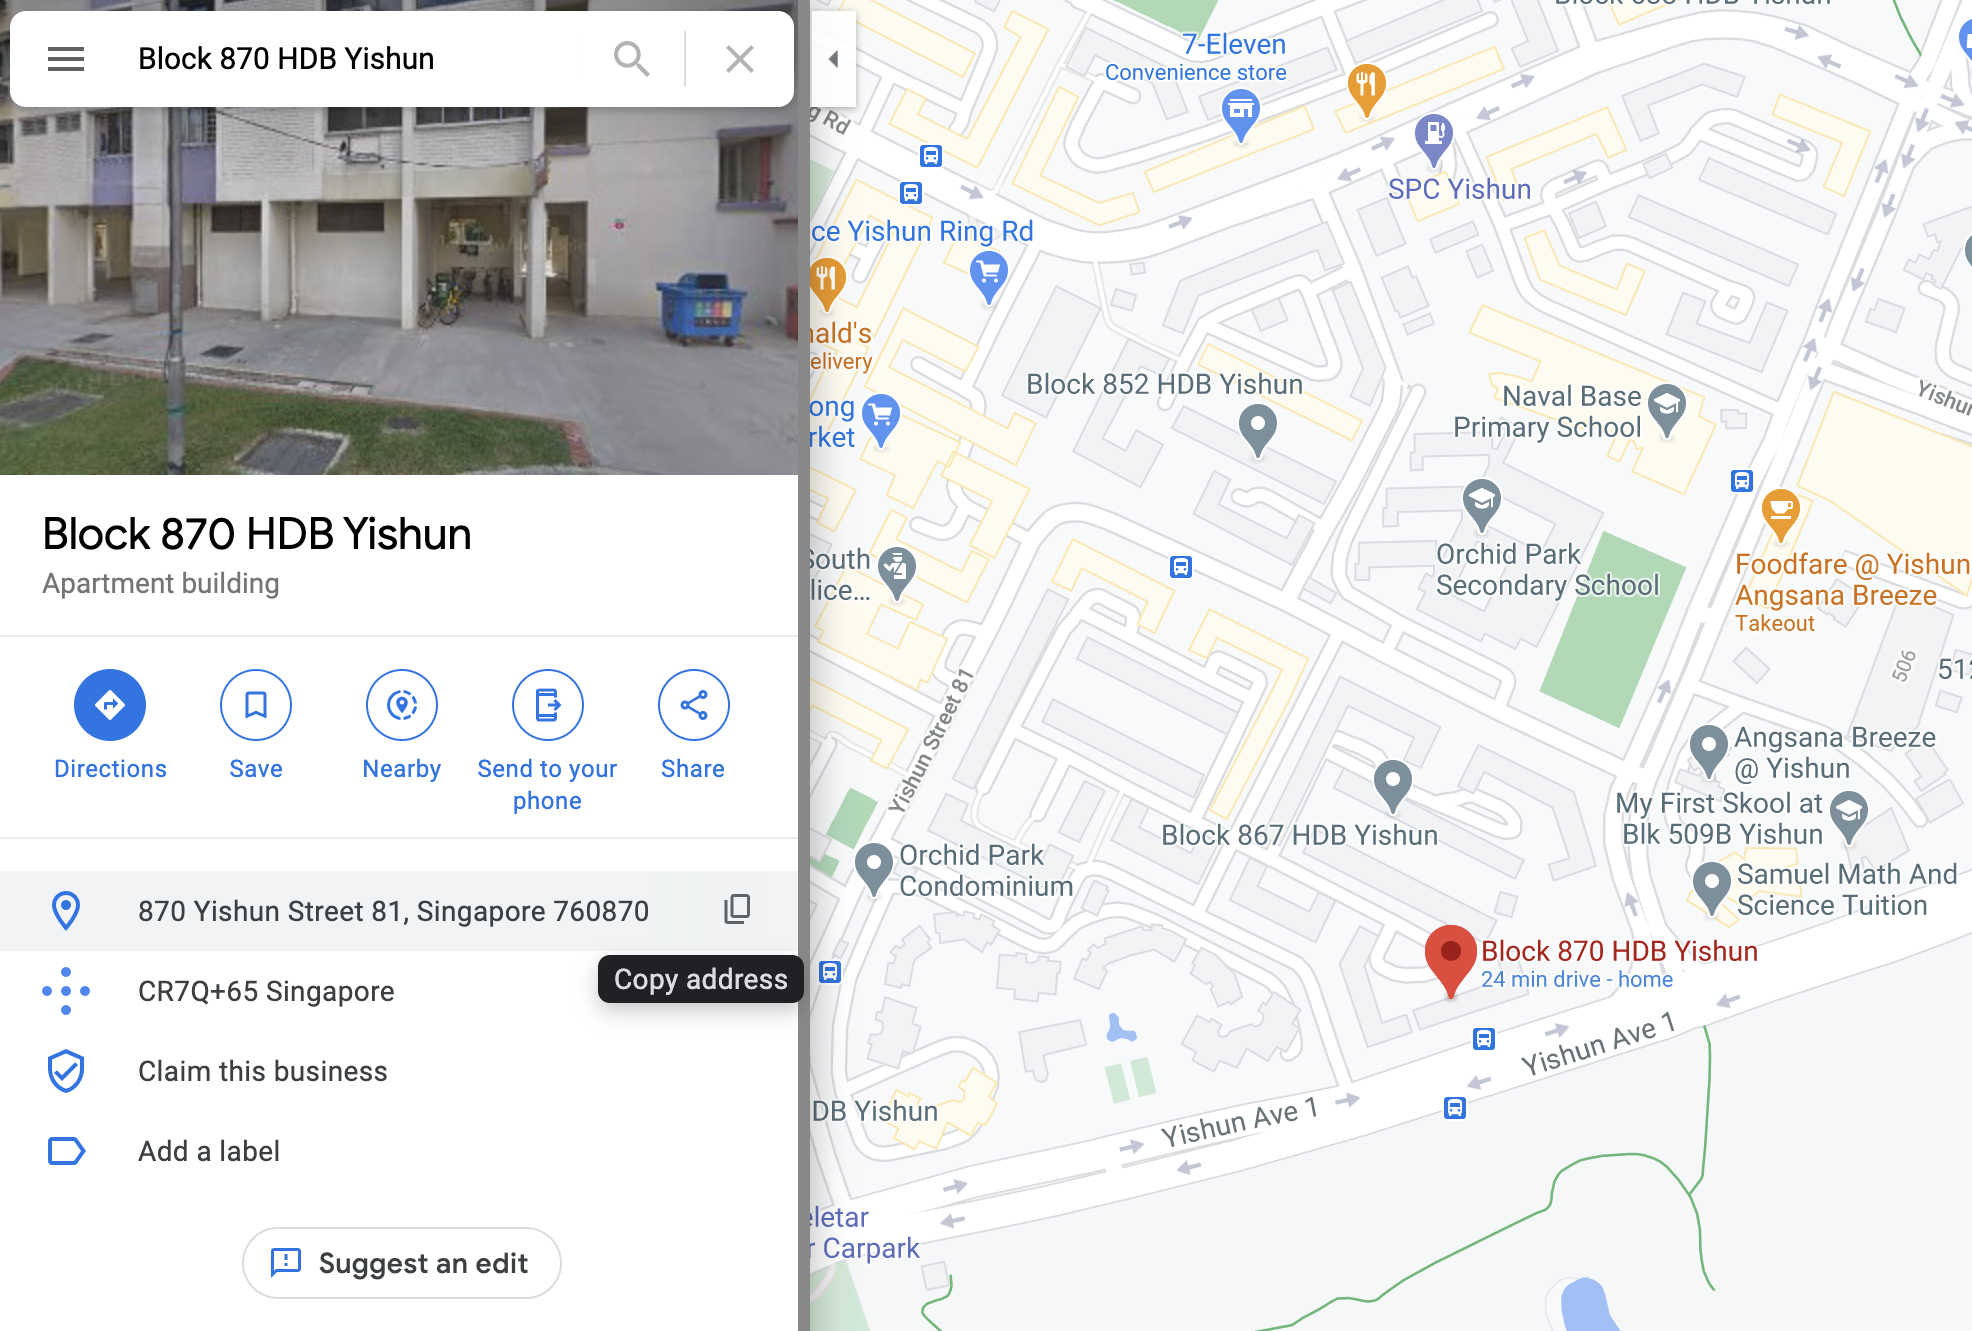 Block 870 HDB Yishun
Block 870 HDB Yishun
Apartment building
Directions
Save
Nearby
Send to your
phone
Share
870 Yishun Street 81, Singapore 760870
Copy address
CR7Q+65 Singapore
Claim this business
Add a label
Suggest an edit
7-Eleven
Convenience store
g Rd
SPC Yishun
ce Yishun Ring Rd
nald's
elivery
Block 852 HDB Yishun
ong
rket
Naval Base
Primary School
Yishun
Orchid Park
Secondary School
South
lice...
Foodfare @ Yishun
Angsana Breeze
Takeout
506
512
Yishun Street 81
Angsana Breeze
@ Yishun
My First Skool at
Blk 509B Yishun
Block 867 HDB Yishun
Orchid Park
Condominium
Samuel Math And
Science Tuition
Block 870 HDB Yishun
24 min drive - home
Yishun Ave 1
DB Yishun
Yishun Ave 1
eletar
r Carpark